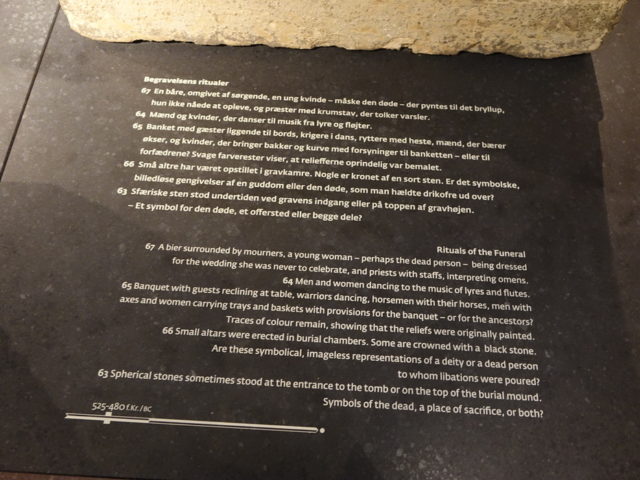 Begravelsens ritualer
67 En båre, omgivet af sørgende, en ung kvinde – måske den døde – der pyntes til det bryllup,
hun ikke nåede at opleve, og præster med krumstav, der tolker varsler.
64 Mænd og kvinder, der danser til musik fra lyre og fløjter.
65 Banket med gæster liggende til bords, krigere i dans, ryttere med heste, mænd, der bærer
økser, og kvinder, der bringer bakker og kurve med forsyninger til banketten – eller til
forfædrene? Svage farverester viser, at reliefferne oprindelig var bemalet.
66 Små altre har været opstillet i gravkamre. Nogle er kronet af en sort sten. Er det symbolske,
billedløse gengivelser af en guddom eller den døde, som man hældte drikofre ud over?
63 Sfæriske sten stod undertiden ved gravens indgang eller på toppen af gravhøjen.
– Et symbol for den døde, et offersted eller begge dele?
Rituals of the Funeral
67 A bier surrounded by mourners, a young woman – perhaps the dead person – being dressed
for the wedding she was never to celebrate, and priests with staffs, interpreting omens.
64 Men and women dancing to the music of lyres and flutes.
65 Banquet with guests reclining at table, warriors dancing, horsemen with their horses, men with
axes and women carrying trays and baskets with provisions for the banquet – or for the ancestors?
Traces of colour remain, showing that the reliefs were originally painted.
66 Small altars were erected in burial chambers. Some are crowned with a black stone.
Are these symbolical, imageless representations of a deity or a dead person
to whom libations were poured?
63 Spherical stones sometimes stood at the entrance to the tomb or on the top of the burial mound.
Symbols of the dead, a place of sacrifice, or both?
525-480 f.Kr./BC